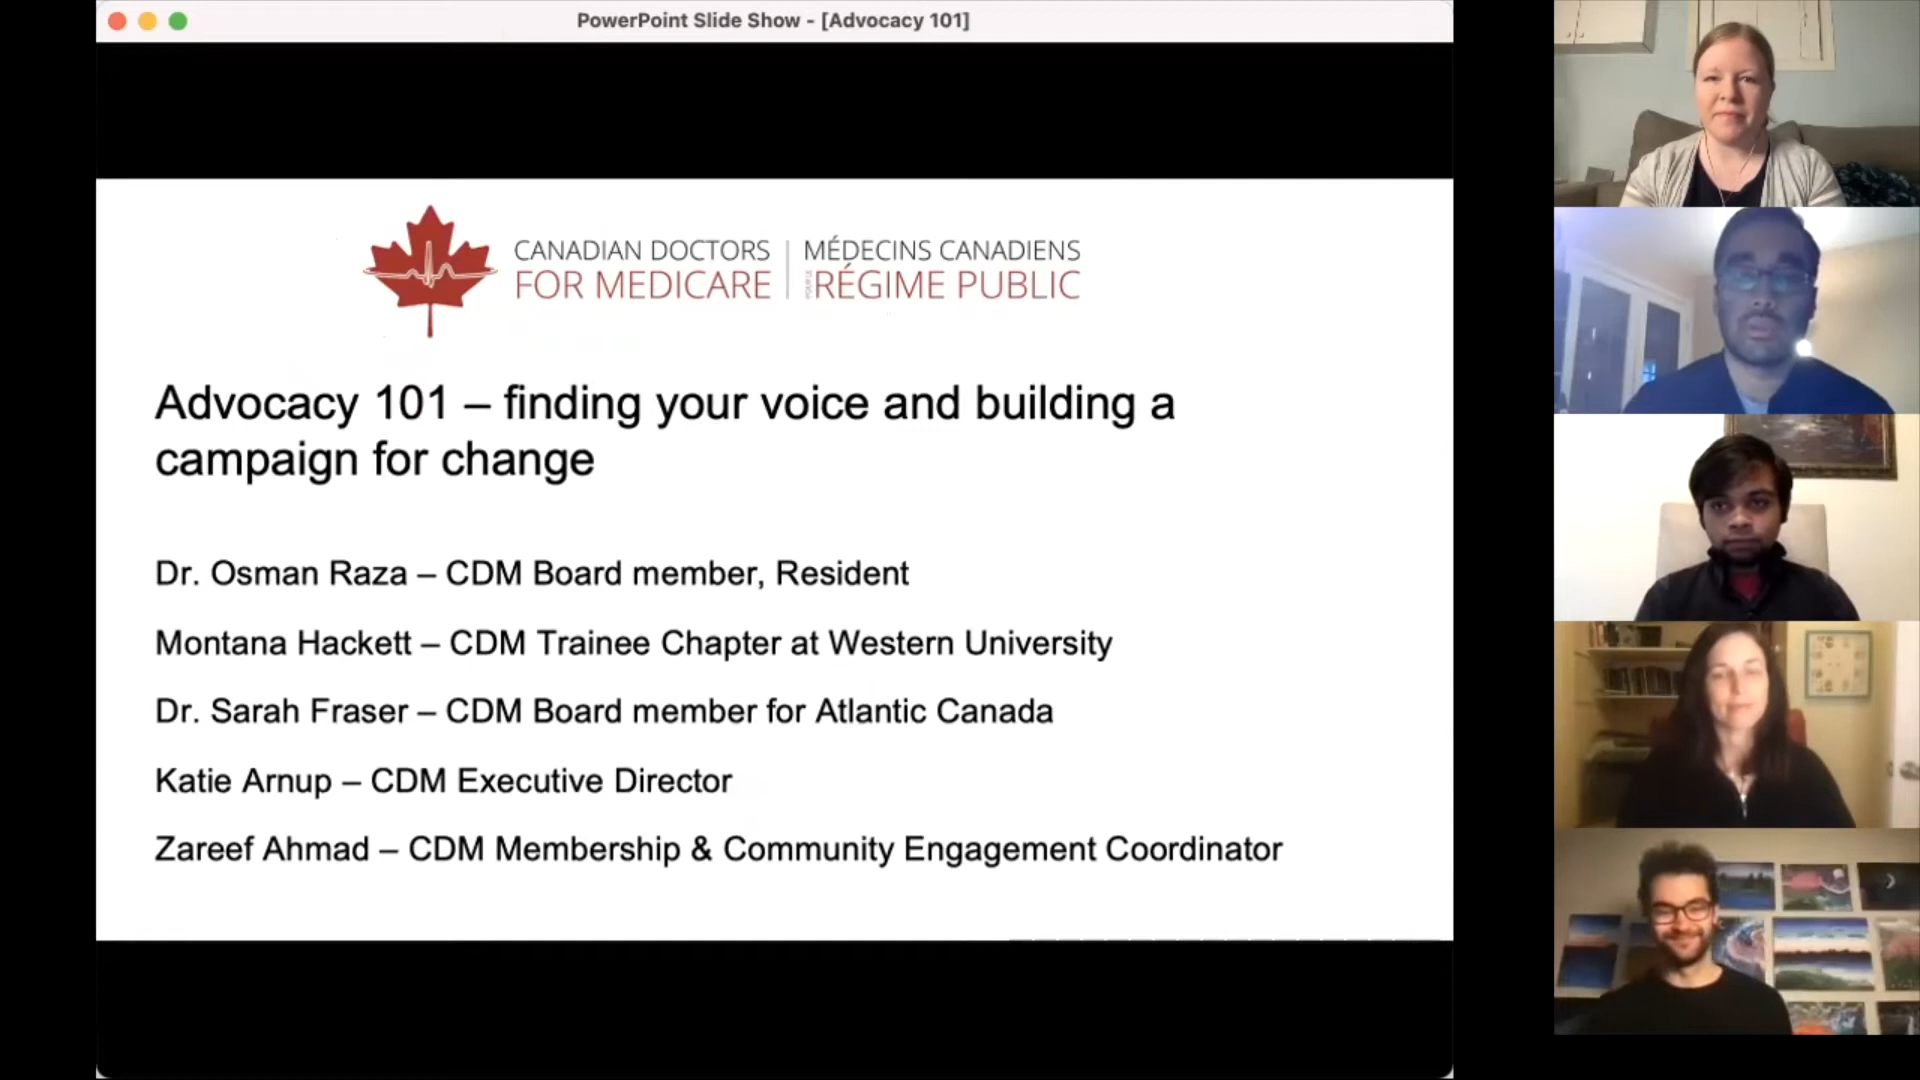 PowerPoint Slide Show - [Advocacy 101]
CANADIAN DOCTORS
FOR MEDICARE
MÉDECINS CANADIENS
POUR LE RÉGIME PUBLIC
Advocacy 101 – finding your voice and building a
campaign for change
Dr. Osman Raza – CDM Board member, Resident
Montana Hackett – CDM Trainee Chapter at Western University
Dr. Sarah Fraser – CDM Board member for Atlantic Canada
Katie Arnup – CDM Executive Director
Zareef Ahmad – CDM Membership & Community Engagement Coordinator